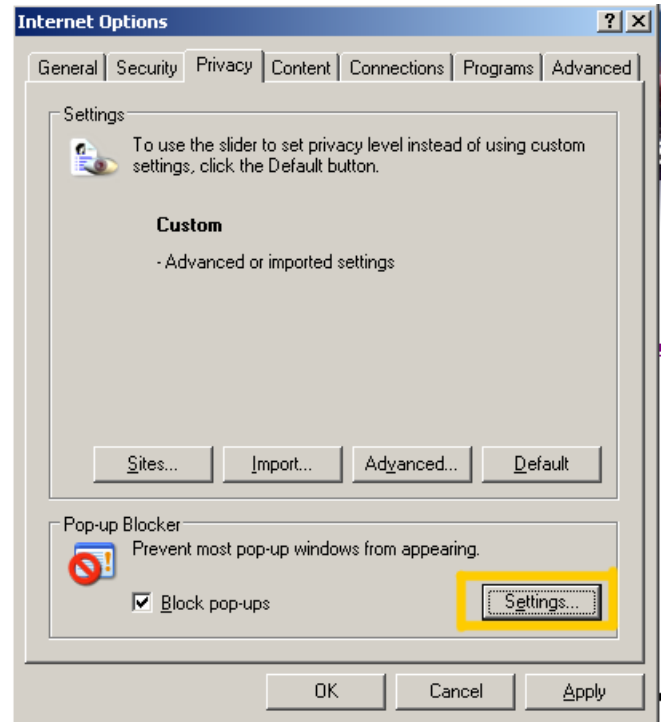 Internet Options
General Security Privacy Content Connections Programs Advanced
Settings
To use the slider to set privacy level instead of using custom
settings, click the Default button.
Custom
- Advanced or imported settings
Sites... Import... Advanced... Default
Pop-up Blocker
Prevent most pop-up windows from appearing.
Block pop-ups
Settings...
OK Cancel Apply